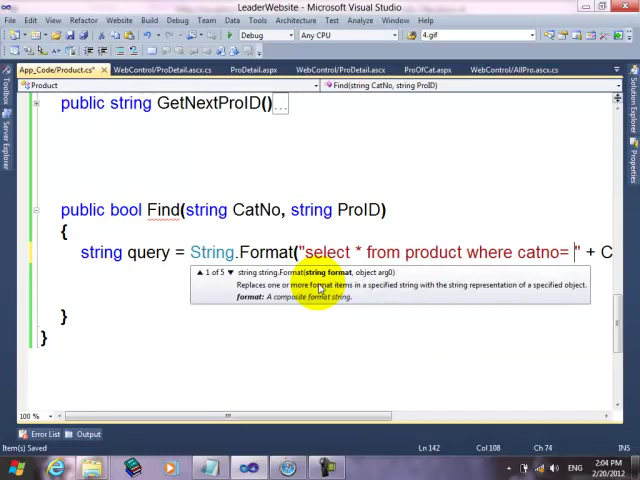 LeaderWebsite - Microsoft Visual Studio
File Edit View Refactor Website Build Debug Team Data Tools Architecture Test Analyze Window Help
Debug Any CPU 4.gif
App_Code/Product.cs* WebControl/ProDetail.ascx.cs ProDetail.aspx WebControl/ProDetail.ascx ProOfCat.aspx WebControl/AllPro.ascx.cs
Product Find(string CatNo, string ProID)
public string GetNextProID()...
public bool Find(string CatNo, string ProID)
{
string query = String.Format("select * from product where catno= " + C
1 of 5 string string.Format(string format, object arg0)
Replaces one or more format items in a specified string with the string representation of a specified object.
format: A composite format string.
}
}
Toolbox
Server Explorer
Solution Explorer
Properties
100 %
Error List Output
Item(s) Saved Ln 142 Col 108 Ch 74 INS
ENG 2:04 PM
2/20/2012